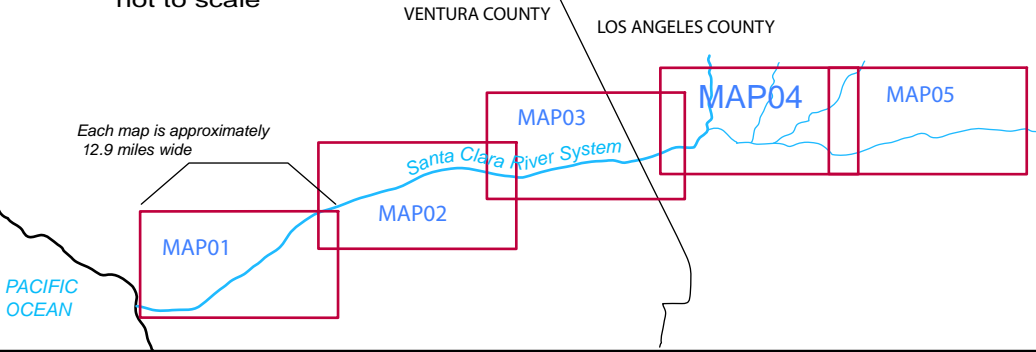 not to scale
VENTURA COUNTY
LOS ANGELES COUNTY
MAP04
MAP05
MAP03
Each map is approximately
12.9 miles wide
Santa Clara River System
MAP02
MAP01
PACIFIC
OCEAN